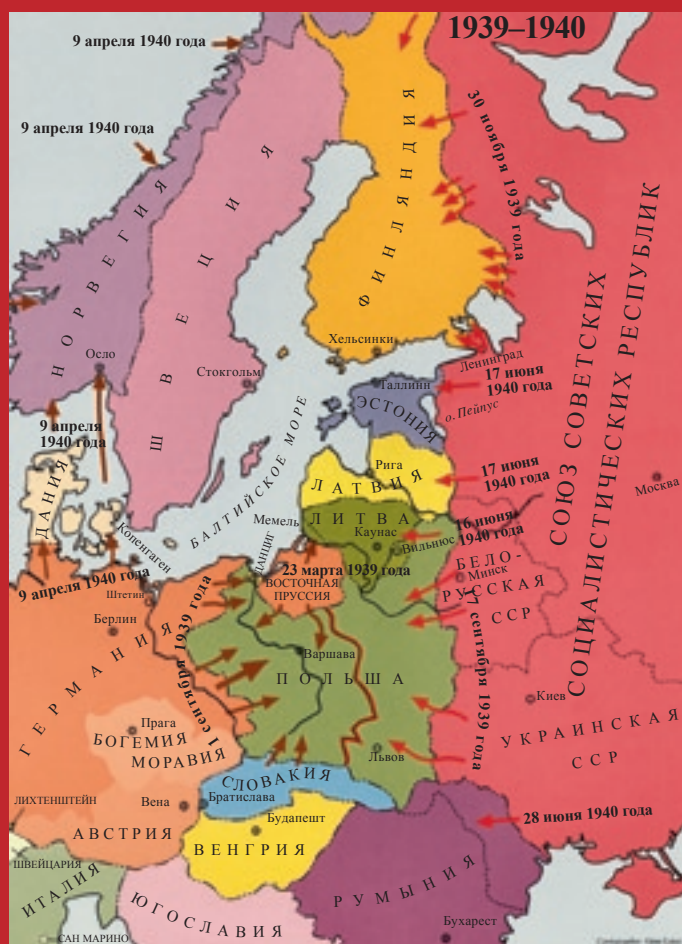 1939–1940
9 апреля 1940 года
9 апреля 1940 года
30 ноября 1939 года
НОРВЕГИЯ
ШВЕЦИЯ
ФИНЛЯНДИЯ
СОЮЗ СОВЕТСКИХ
СОЦИАЛИСТИЧЕСКИХ РЕСПУБЛИК
Осло
Стокгольм
Хельсинки
Ленинград
Таллинн
17 июня
1940 года
ЭСТОНИЯ
о. Пейпус
9 апреля
1940 года
БАЛТИЙСКОЕ МОРЕ
Рига
17 июня
1940 года
ЛАТВИЯ
Москва
ДАНИЯ
Копенгаген
Мемель
ЛИТВА
Каунас
16 июня
1940 года
Вильнюс
ДАНЦИГ
23 марта 1939 года
ВОСТОЧНАЯ
ПРУССИЯ
БЕЛО-
РУССКАЯ
ССР
Минск
9 апреля 1940 года
Штетин
Берлин
1 сентября 1939 года
17 сентября 1939 года
ГЕРМАНИЯ
Варшава
ПОЛЬША
Киев
УКРАИНСКАЯ
ССР
Прага
БОГЕМИЯ
МОРАВИЯ
Львов
СЛОВАКИЯ
ЛИХТЕНШТЕЙН
Вена
Братислава
28 июня 1940 года
АВСТРИЯ
Будапешт
ВЕНГРИЯ
ШВЕЙЦАРИЯ
ИТАЛИЯ
ЮГОСЛАВИЯ
РУМЫНИЯ
САН МАРИНО
Бухарест